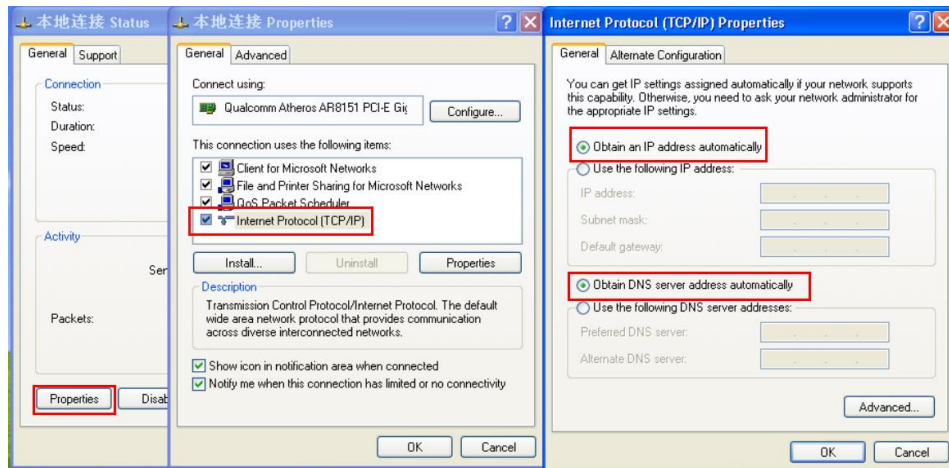 本地连接 Status
General
Support
Connection
Status:
Duration:
Speed:
Activity
Packets:
Properties
本地连接 Properties
General
Advanced
Connect using:
Qualcomm Atheros AR8151 PCI-E
Configure...
This connection uses the following items:
Client for Microsoft Networks
File and Printer Sharing for Microsoft Networks
QoS Packet Scheduler
Internet Protocol (TCP/IP)
Install...
Uninstall
Properties
Description
Transmission Control Protocol/Internet Protocol. The default
wide area network protocol that provides communication
across diverse interconnected networks.
Show icon in notification area when connected
Notify me when this connection has limited or no connectivity
OK
Cancel
Internet Protocol (TCP/IP) Properties
General
Alternate Configuration
You can get IP settings assigned automatically if your network supports
this capability. Otherwise, you need to ask your network administrator for
the appropriate IP settings.
Obtain an IP address automatically
Use the following IP address:
IP address:
Subnet mask:
Default gateway:
Obtain DNS server address automatically
Use the following DNS server addresses:
Preferred DNS server:
Alternate DNS server:
Advanced...
OK
Cancel